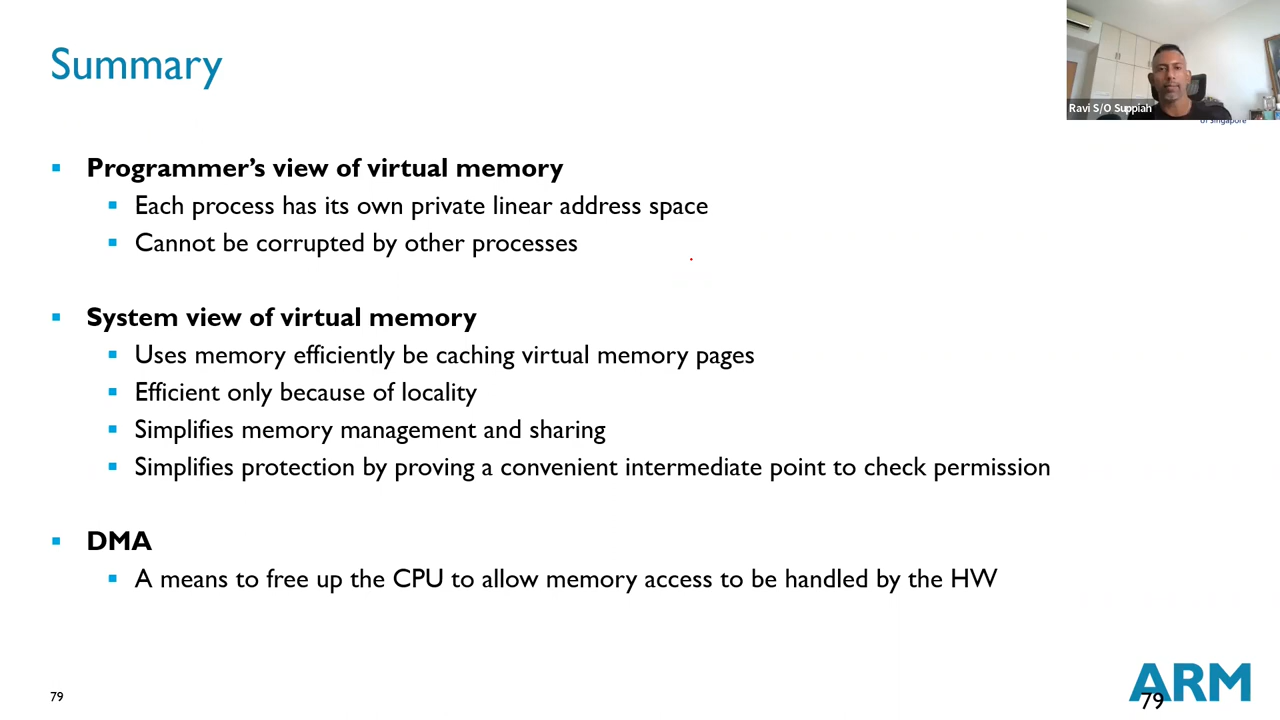 Summary
Ravi S/O Suppiah
of Singapore
Programmer's view of virtual memory
Each process has its own private linear address space
Cannot be corrupted by other processes
System view of virtual memory
Uses memory efficiently be caching virtual memory pages
Efficient only because of locality
Simplifies memory management and sharing
Simplifies protection by proving a convenient intermediate point to check permission
DMA
A means to free up the CPU to allow memory access to be handled by the HW
79
ARM
79